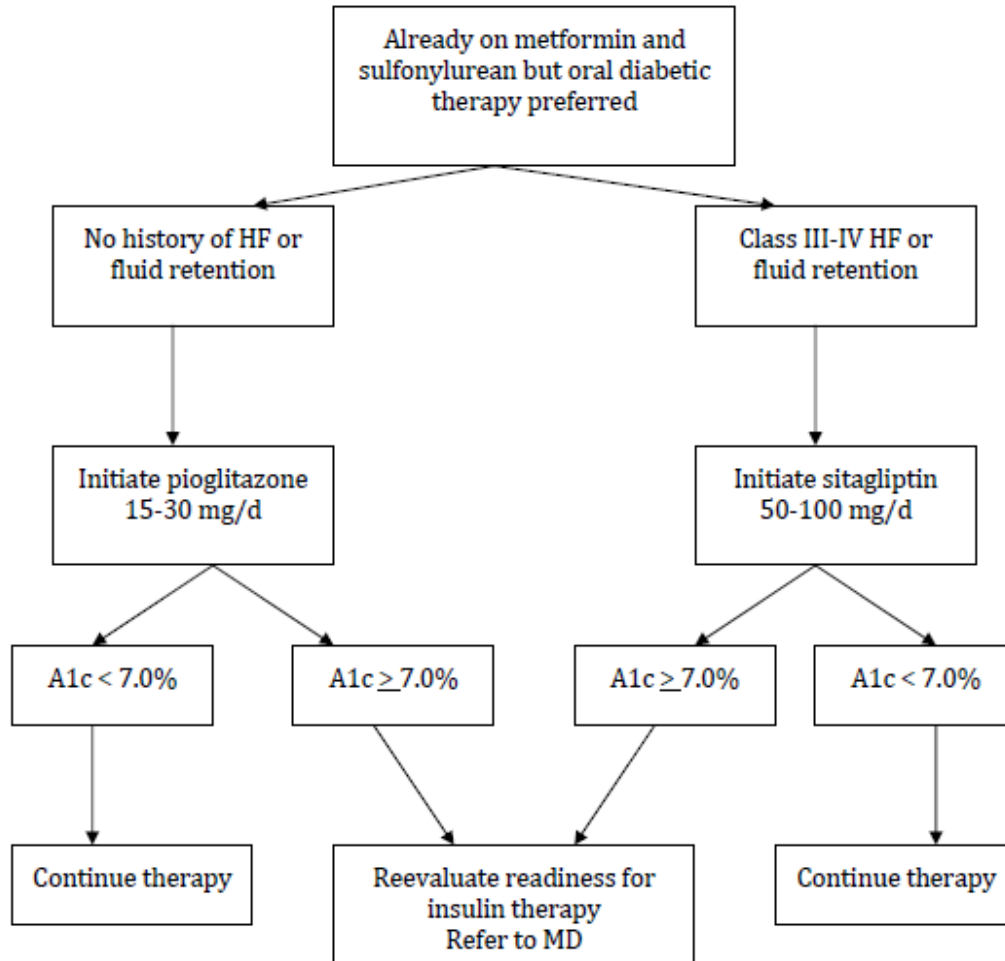 Already on metformin and
sulfonylurean but oral diabetic
therapy preferred
No history of HF or
fluid retention
Class III-IV HF or
fluid retention
Initiate pioglitazone
15-30 mg/d
Initiate sitagliptin
50-100 mg/d
A1c < 7.0%
A1c ≥ 7.0%
A1c ≥ 7.0%
A1c < 7.0%
Continue therapy
Reevaluate readiness for
insulin therapy
Refer to MD
Continue therapy